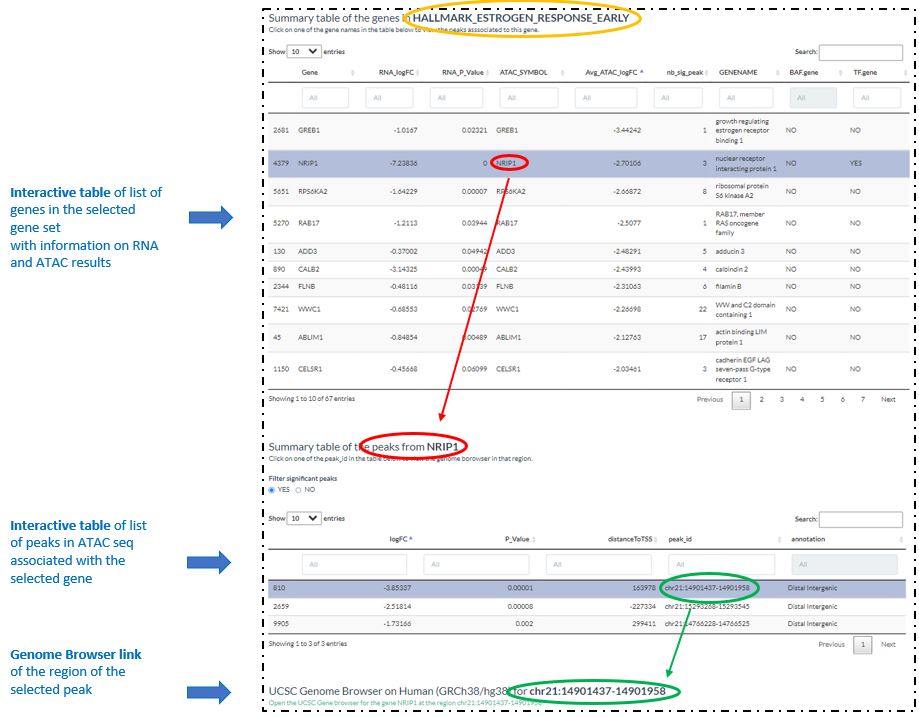 Summary table of the genes in HALLMARK_ESTROGEN_RESPONSE_EARLY
Click on one of the gene names in the table below to view the peaks asssociated to this gene.
Show 10 entries Search:
Gene RNA_logFC RNA_P_Value ATAC_SYMBOL Avg_ATAC_logFC nb_sig_peak GENENAME BAF.gene TF.gene
All All All All All All All All All
2681 GREB1 -1.0167 0.02321 GREB1 -3.44242 1 growth regulating estrogen receptor binding 1 NO NO
4379 NRIP1 -7.23836 0 NRIP1 -2.70106 3 nuclear receptor interacting protein 1 NO YES
5651 RPS6KA2 -1.64229 0.00007 RPS6KA2 -2.66872 8 ribosomal protein S6 kinase A2 NO NO
5270 RAB17 -1.2113 0.03944 RAB17 -2.5077 1 RAB17, member RAS oncogene family NO NO
130 ADD3 -0.37002 0.04942 ADD3 -2.48291 5 adducin 3 NO NO
890 CALB2 -3.14325 0.00049 CALB2 -2.43993 4 calbindin 2 NO NO
2344 FLNB -0.48116 FLNB -2.31063 6 filamin B NO NO
7421 WWC1 -0.68553 0.02769 WWC1 -2.26698 22 WW and C2 domain containing 1 NO NO
45 ABLIM1 -0.84854 0.00489 ABLIM1 -2.12763 17 actin binding LIM protein 1 NO NO
1150 CELSR1 -0.45668 0.06099 CELSR1 -2.03461 3 cadherin EGF LAG seven-pass G-type receptor 1 NO NO
Showing 1 to 10 of 67 entries Previous 1 2 3 4 5 6 7 Next
Interactive table of list of
genes in the selected
gene set
with information on RNA
and ATAC results
Summary table of the peaks from NRIP1
Click on one of the peak_id in the table below to view the genome borowser in that region.
Filter significant peaks
YES NO
Show 10 entries Search:
logFC P_Value distanceToTSS peak_id annotation
All All All All All
810 -3.85337 0.00001 163978 chr21:14901437-14901958 Distal Intergenic
2659 -2.51814 0.00008 -227334 chr21:15293268-15293545 Distal Intergenic
9905 -1.73166 0.002 299411 chr21:14766228-14766525 Distal Intergenic
Showing 1 to 3 of 3 entries Previous 1 Next
Interactive table of list
of peaks in ATAC seq
associated with the
selected gene
Genome Browser link
of the region of the
selected peak
UCSC Genome Browser on Human (GRCh38/hg38) for chr21:14901437-14901958
Open the UCSC Gene browser for the gene NRIP1 at the region chr21:14901437-14901958